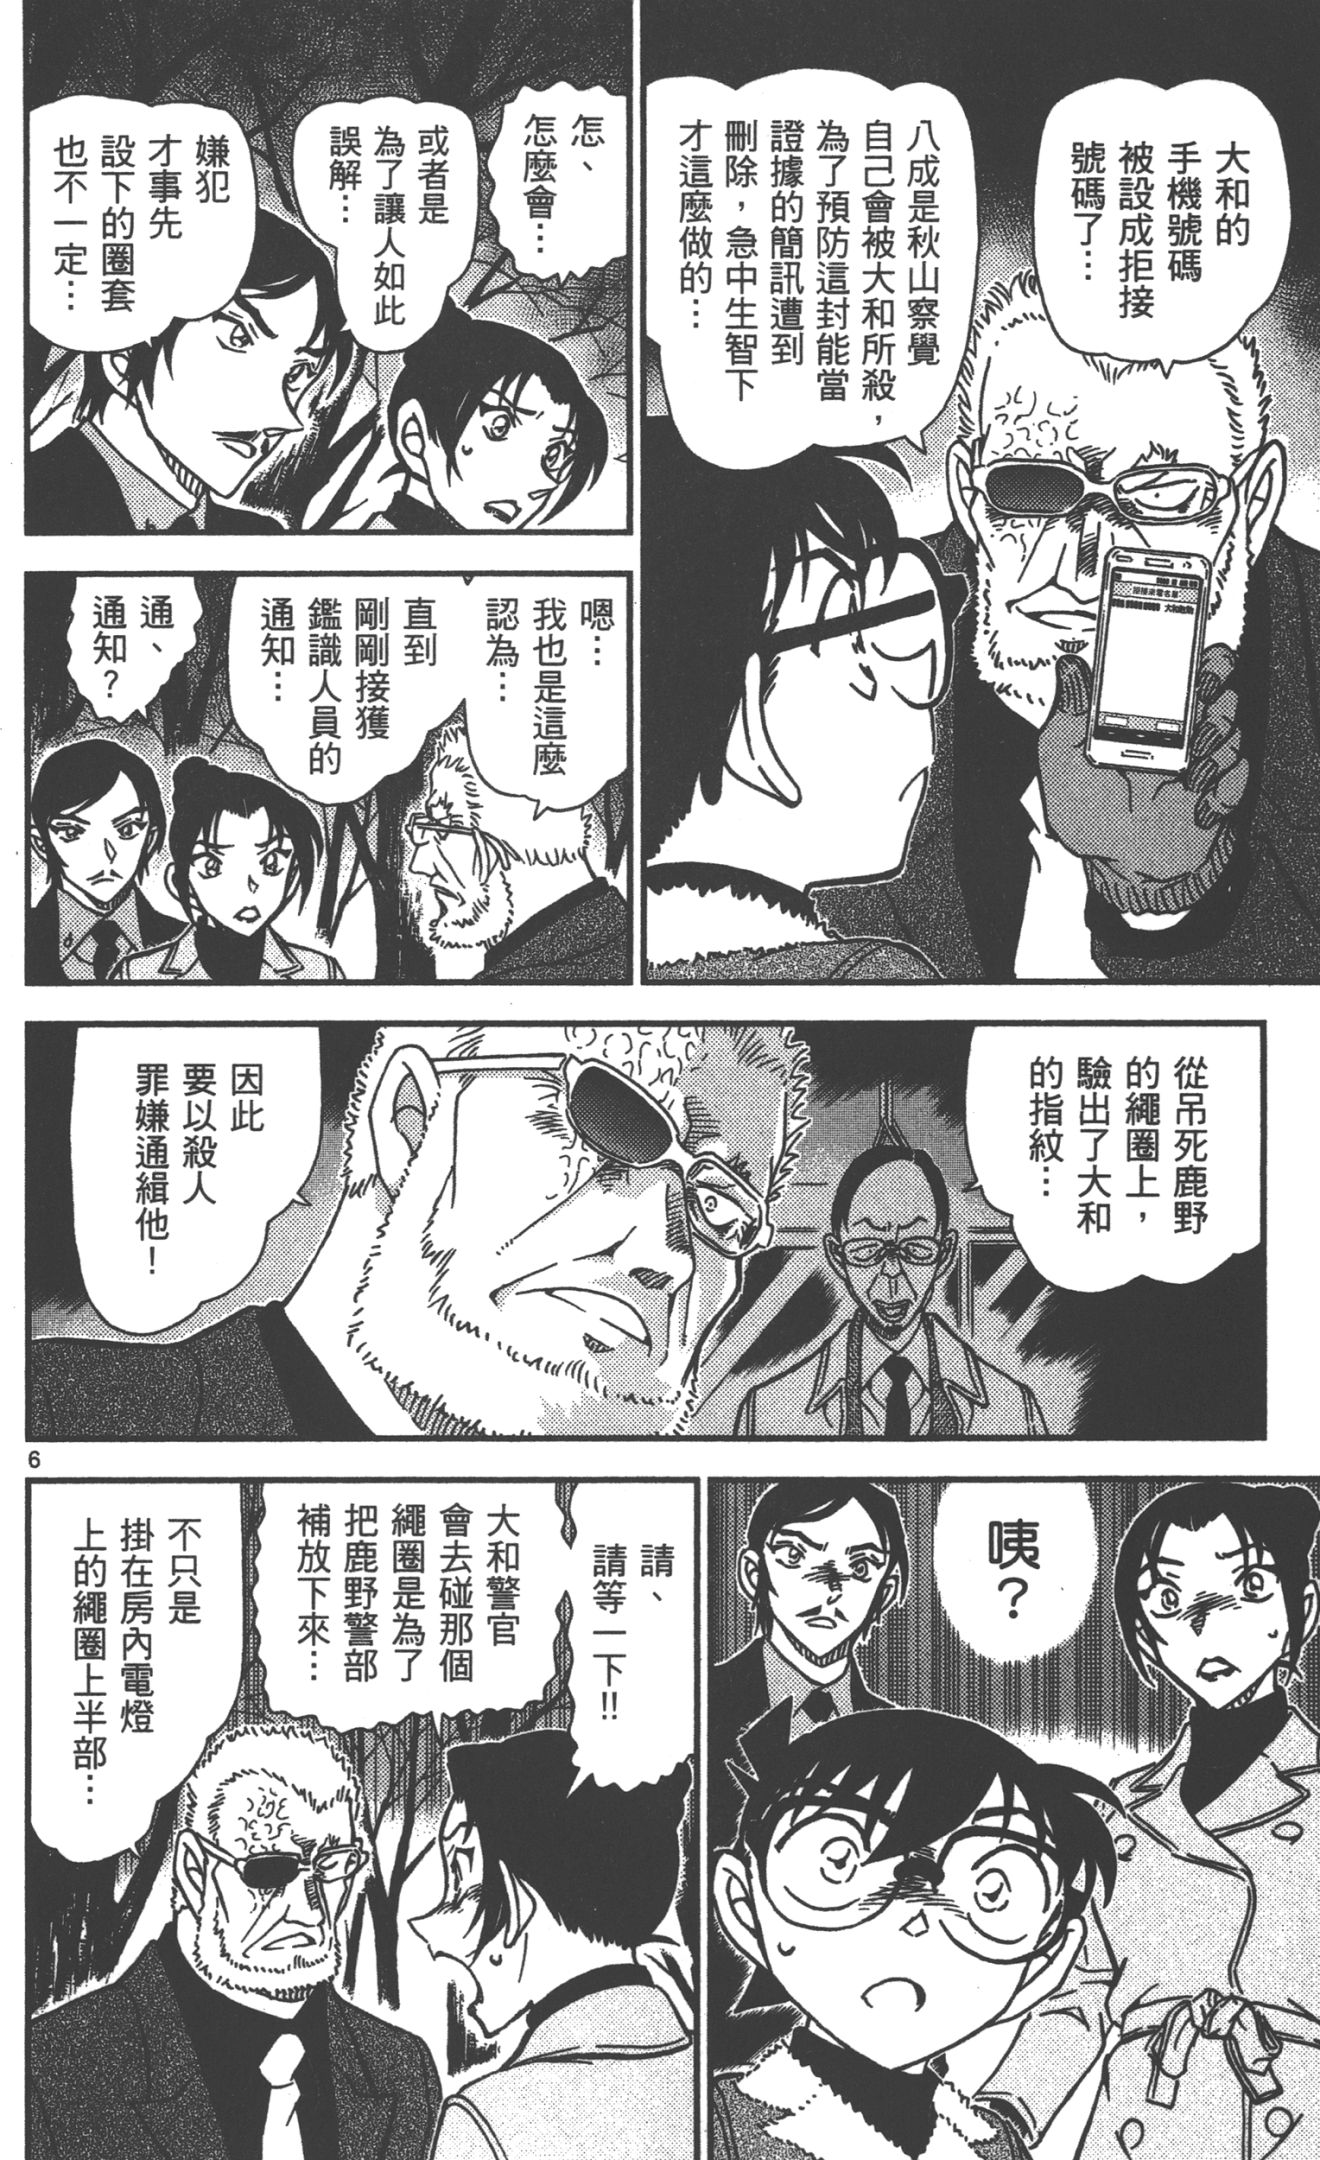 大和的
手機號碼
被設成拒接
號碼了…
八成是秋山察覺
自己會被大和所殺，
為了預防這封能當
證據的簡訊遭到
刪除，急中生智下
才這麼做的…
拒接來電名單
怎、
怎麼會…
或者是
為了讓人如此
誤解…
嫌犯
才事先
設下的圈套
也不一定…
嗯…
我也是這麼
認為…
直到
剛剛接獲
鑑識人員的
通知…
通、
通知？
從吊死鹿野
的繩圈上，
驗出了大和
的指紋…
因此
要以殺人
罪嫌通緝他！
6
咦？
請、
請等一下!!
大和警官
會去碰那個
繩圈是為了
把鹿野警部
補放下來…
不只是
掛在房內電燈
上的繩圈上半部…